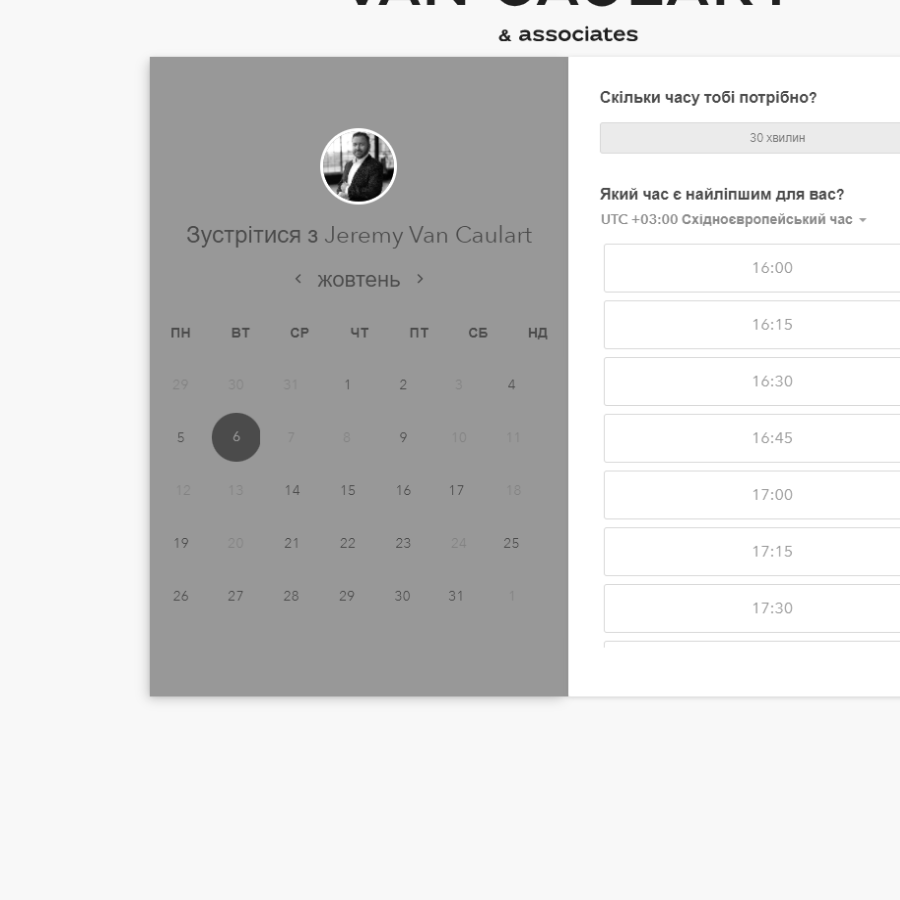 VAN CAULART
& associates
Зустрітися з Jeremy Van Caulart
жовтень
ПН ВТ СР ЧТ ПТ СБ НД
29 30 31 1 2 3 4
5 6 7 8 9 10 11
12 13 14 15 16 17 18
19 20 21 22 23 24 25
26 27 28 29 30 31 1
Скільки часу тобі потрібно?
30 хвилин
Який час є найліпшим для вас?
UTC +03:00 Східноєвропейський час
16:00
16:15
16:30
16:45
17:00
17:15
17:30